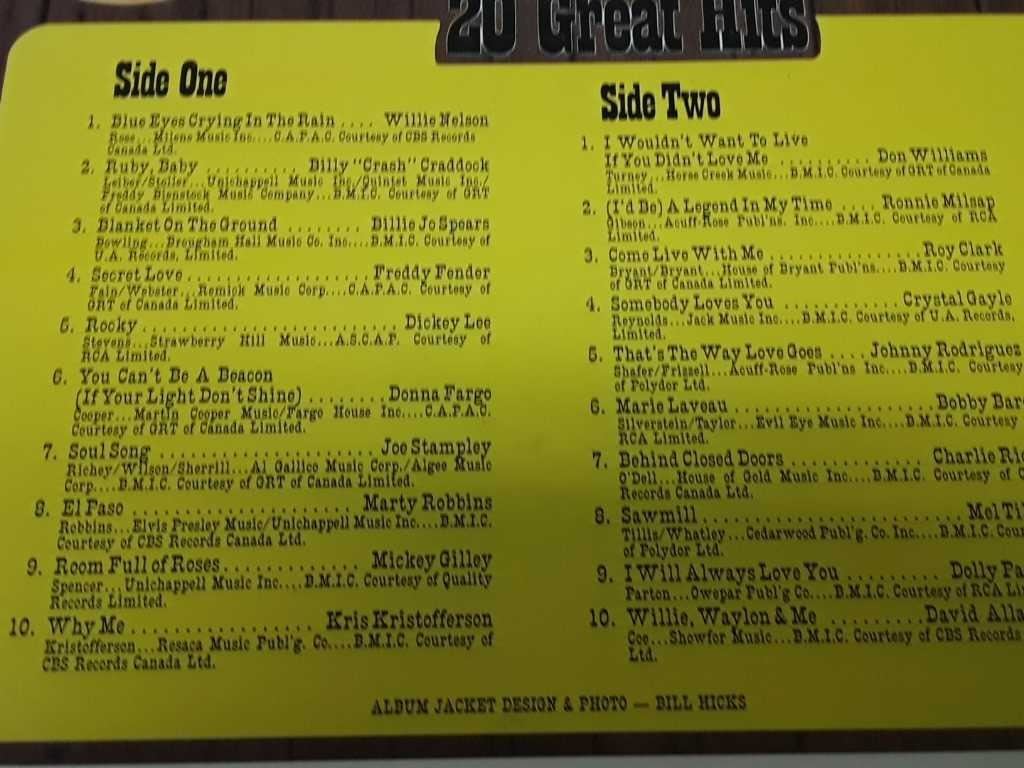 20 Great Hits
Side One
1. Blue Eyes Crying In The Rain .... Willie Nelson
Rose...Milene Music Inc....C.A.P.A.C. Courtesy of CBS Records
Canada Ltd.
2. Ruby, Baby .......... Billy "Crash" Craddock
Leiber/Stoller...Unichappell Music Inc./Quintet Music Inc./
Freddy Bienstock Music Company...B.M.I.C. Courtesy of GRT
of Canada Limited.
3. Blanket On The Ground ........ Billie Jo Spears
Bowling...Brougham Hall Music Co. Inc....B.M.I.C. Courtesy of
U.A. Records, Limited.
4. Secret Love .................. Freddy Fender
Fain/Webster...Remick Music Corp....C.A.P.A.C. Courtesy of
GRT of Canada Limited.
5. Rocky .......................... Dickey Lee
Stevens...Strawberry Hill Music...A.S.C.A.P. Courtesy of
RCA Limited.
6. You Can't Be A Beacon
(If Your Light Don't Shine) ........ Donna Fargo
Cooper...Martin Cooper Music/Fargo House Inc....C.A.P.A.C.
Courtesy of GRT of Canada Limited.
7. Soul Song ...................... Joe Stampley
Richey/Wilson/Sherrill...Al Gallico Music Corp./Algee Music
Corp....B.M.I.C. Courtesy of GRT of Canada Limited.
8. El Paso ...................... Marty Robbins
Robbins...Elvis Presley Music/Unichappell Music Inc....B.M.I.C.
Courtesy of CBS Records Canada Ltd.
9. Room Full of Roses ............. Mickey Gilley
Spencer...Unichappell Music Inc....B.M.I.C. Courtesy of Quality
Records Limited.
10. Why Me .................. Kris Kristofferson
Kristofferson...Resaca Music Publ'g. Co....B.M.I.C. Courtesy of
CBS Records Canada Ltd.
Side Two
1. I Wouldn't Want To Live
If You Didn't Love Me .......... Don Williams
Turney...Horse Creek Music...B.M.I.C. Courtesy of GRT of Canada
Limited.
2. (I'd Be) A Legend In My Time .... Ronnie Milsap
Gibson...Acuff-Rose Publ'ns. Inc...B.M.I.C. Courtesy of RCA
Limited.
3. Come Live With Me ............... Roy Clark
Bryant/Bryant...House of Bryant Publ'ns....B.M.I.C. Courtesy
of GRT of Canada Limited.
4. Somebody Loves You ............ Crystal Gayle
Reynolds...Jack Music Inc....B.M.I.C. Courtesy of U.A. Records,
Limited.
5. That's The Way Love Goes .... Johnny Rodriguez
Shafer/Frizzell...Acuff-Rose Publ'ns Inc...B.M.I.C. Courtesy
of Polydor Ltd.
6. Marie Laveau .................... Bobby Bar
Silverstein/Taylor...Evil Eye Music Inc....B.M.I.C. Courtesy
RCA Limited.
7. Behind Closed Doors .............. Charlie Ric
O'Dell...House of Gold Music Inc....B.M.I.C. Courtesy of C
Records Canada Ltd.
8. Sawmill .......................... Mel Til
Tillis/Whatley...Cedarwood Publ'g. Co. Inc....B.M.I.C. Cour
of Polydor Ltd.
9. I Will Always Love You ......... Dolly Pa
Parton...Owepar Publ'g Co....B.M.I.C. Courtesy of RCA Li
10. Willie, Waylon & Me ......... David Alla
Coe...Showfor Music...B.M.I.C. Courtesy of CBS Records
Ltd.
ALBUM JACKET DESIGN & PHOTO — BILL HICKS